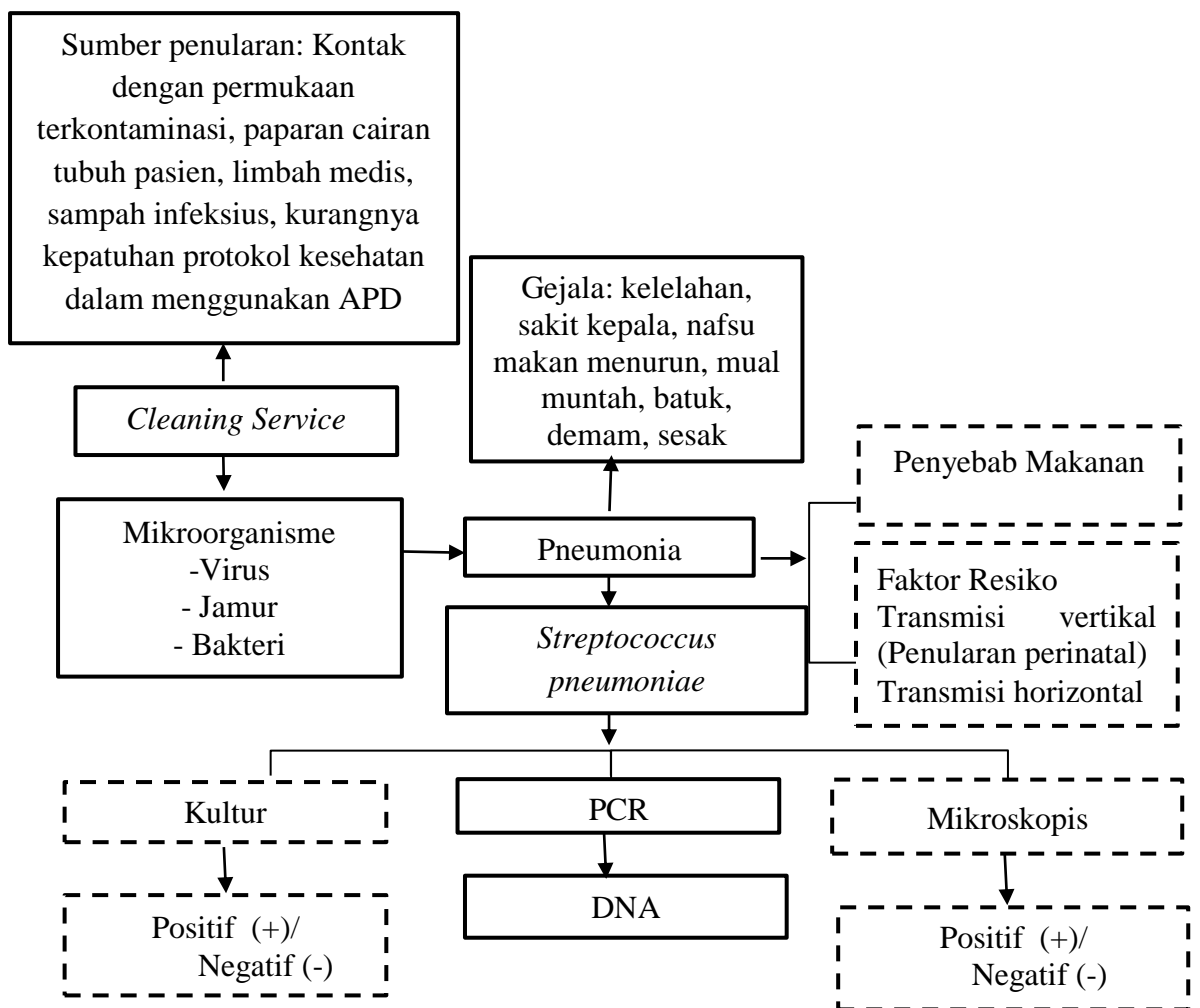 Sumber penularan: Kontak
dengan permukaan
terkontaminasi, paparan cairan
tubuh pasien, limbah medis,
sampah infeksius, kurangnya
kepatuhan protokol kesehatan
dalam menggunakan APD
Gejala: kelelahan,
sakit kepala, nafsu
makan menurun, mual
muntah, batuk,
demam, sesak
Cleaning Service
Penyebab Makanan
Mikroorganisme
-Virus
- Jamur
- Bakteri
Pneumonia
Faktor Resiko
Transmisi vertikal
(Penularan perinatal)
Transmisi horizontal
Streptococcus
pneumoniae
Kultur
PCR
Mikroskopis
DNA
Positif (+)/
Negatif (-)
Positif (+)/
Negatif (-)